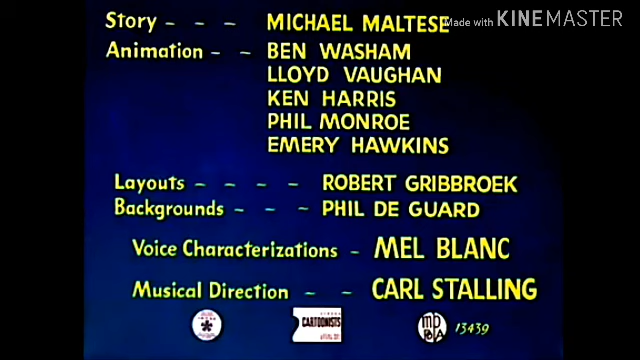 Made with KINEMASTER
Story - - - MICHAEL MALTESE
Animation - - BEN WASHAM
LLOYD VAUGHAN
KEN HARRIS
PHIL MONROE
EMERY HAWKINS
Layouts - - - - ROBERT GRIBBROEK
Backgrounds - - - PHIL DE GUARD
Voice Characterizations - MEL BLANC
Musical Direction - - CARL STALLING
CARTOONISTS
13439